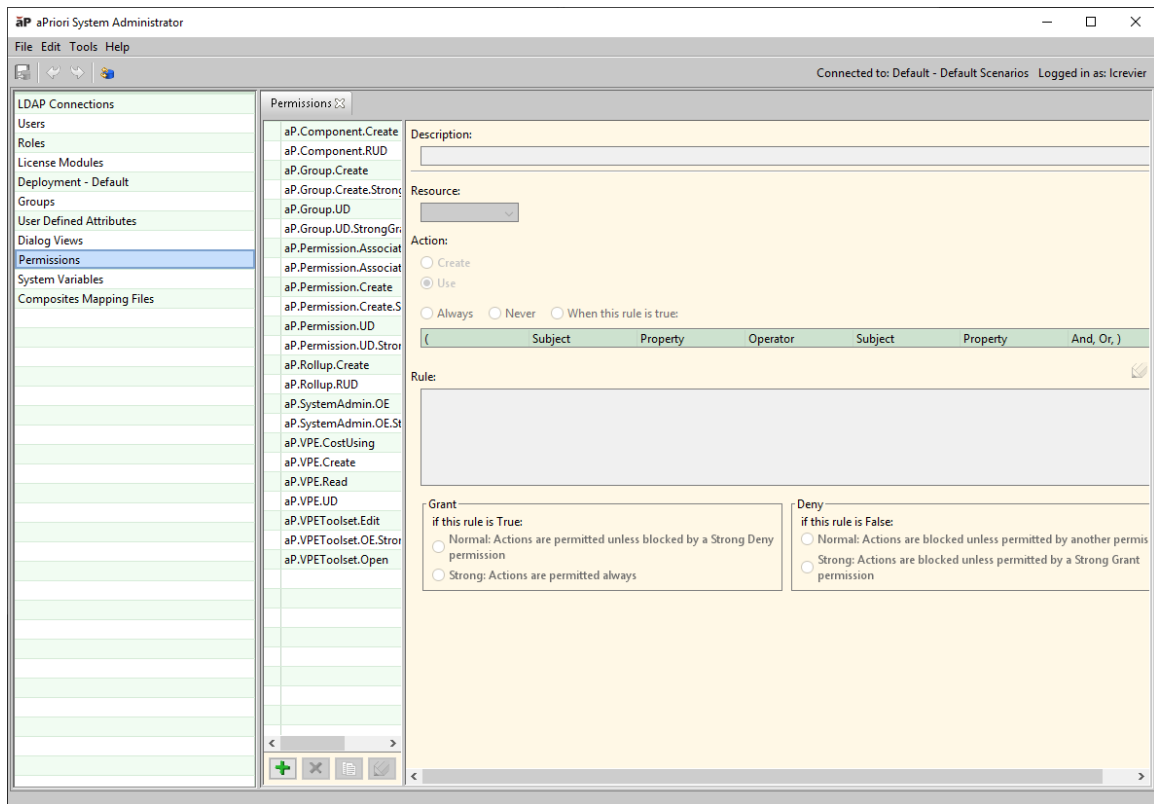 aP aPriori System Administrator
File Edit Tools Help
Connected to: Default - Default Scenarios Logged in as: lcrevier
LDAP Connections
Users
Roles
License Modules
Deployment - Default
Groups
User Defined Attributes
Dialog Views
Permissions
System Variables
Composites Mapping Files
Permissions
aP.Component.Create
aP.Component.RUD
aP.Group.Create
aP.Group.Create.Strong
aP.Group.UD
aP.Group.UD.StrongGra
aP.Permission.Associat
aP.Permission.Associat
aP.Permission.Create
aP.Permission.Create.S
aP.Permission.UD
aP.Permission.UD.Stron
aP.Rollup.Create
aP.Rollup.RUD
aP.SystemAdmin.OE
aP.SystemAdmin.OE.St
aP.VPE.CostUsing
aP.VPE.Create
aP.VPE.Read
aP.VPE.UD
aP.VPEToolset.Edit
aP.VPEToolset.OE.Stron
aP.VPEToolset.Open
Description:
Resource:
Action:
Create
Use
Always Never When this rule is true:
( Subject Property Operator Subject Property And, Or, )
Rule:
Grant
if this rule is True:
Normal: Actions are permitted unless blocked by a Strong Deny
permission
Strong: Actions are permitted always
Deny
if this rule is False:
Normal: Actions are blocked unless permitted by another permis
Strong: Actions are blocked unless permitted by a Strong Grant
permission